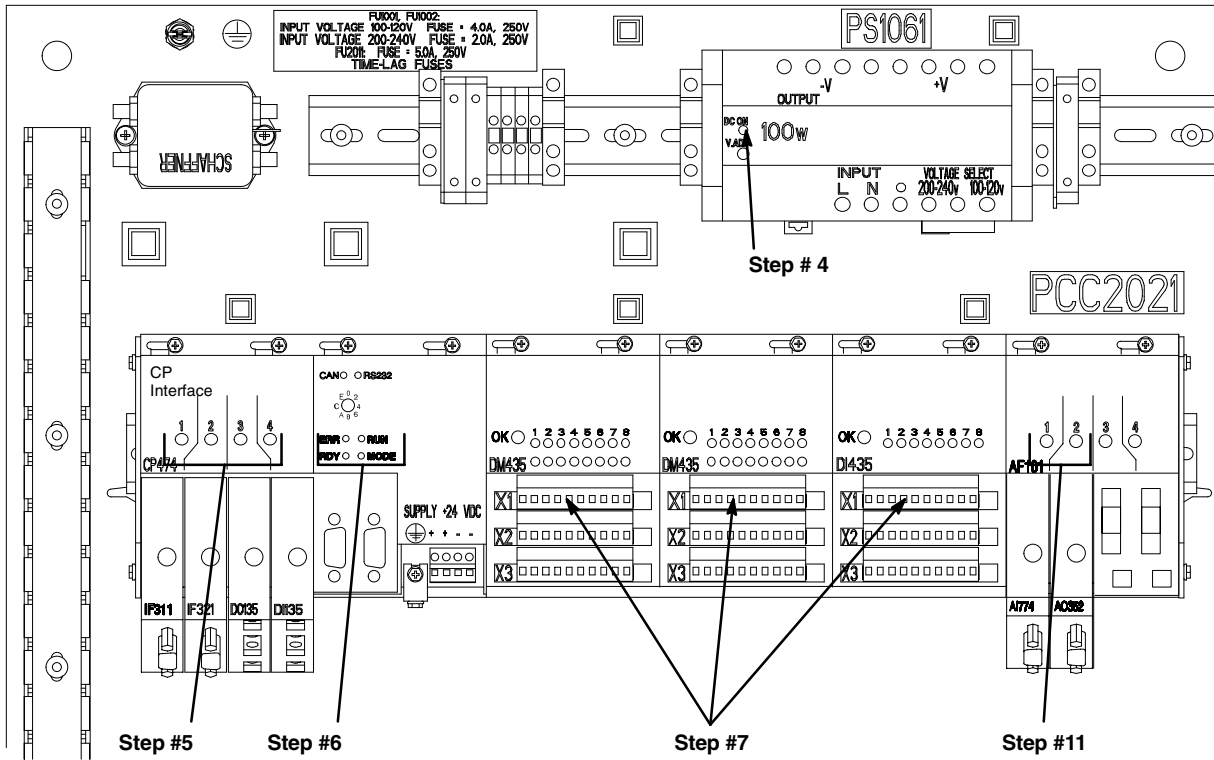 FU1001, FU1002:
INPUT VOLTAGE 100-120V FUSE = 4.0A, 250V
INPUT VOLTAGE 200-240V FUSE = 2.0A, 250V
FU2011: FUSE = 5.0A, 250V
TIME-LAG FUSES
PS1061
SCHAFFNER
-V +V
OUTPUT
DC ON
100w
V.ADJ
INPUT VOLTAGE SELECT
L N 200-240v 100-120v
Step # 4
PCC2021
CP
Interface
1 2 3 4
CP474
CAN RS232
E 0 2
C 4
A 8 6
ERR RUN
RDY MODE
SUPPLY +24 VDC
+ + - -
OK 1 2 3 4 5 6 7 8
DM435
X1
X2
X3
OK 1 2 3 4 5 6 7 8
DM435
X1
X2
X3
OK 1 2 3 4 5 6 7 8
DI435
X1
X2
X3
1 2 3 4
AF101
IF311 IF321 DO135 DI135
AI774 AO352
Step #5
Step #6
Step #7
Step #11